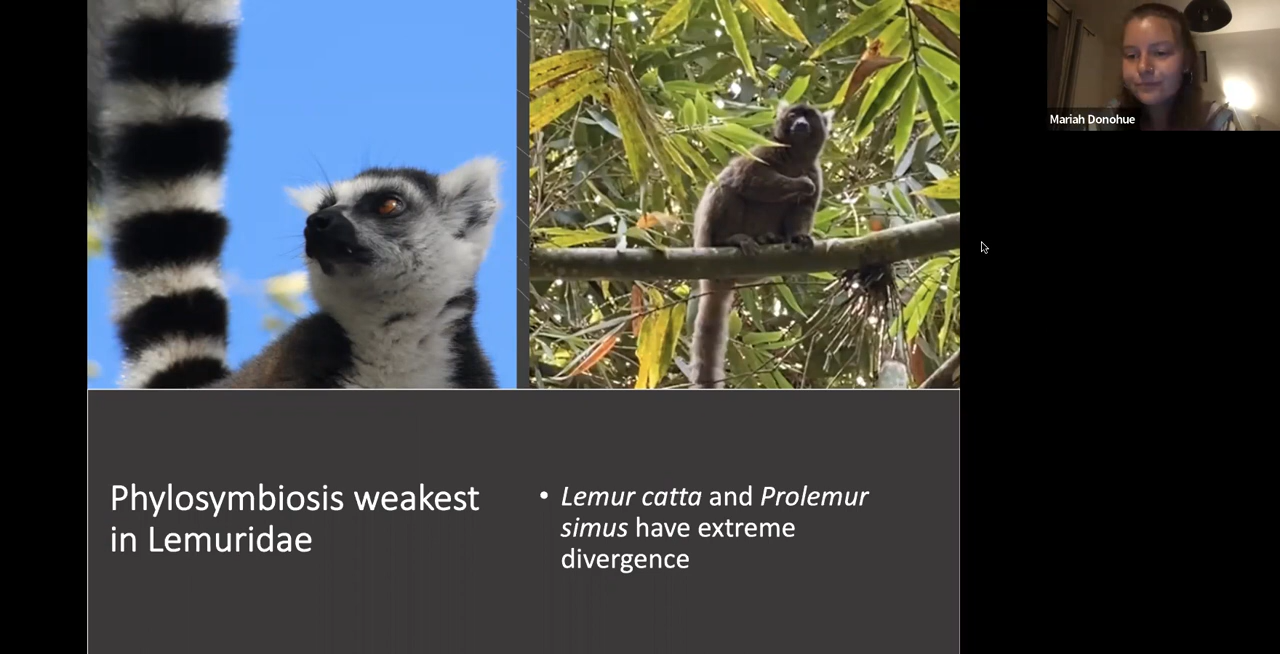 Mariah Donohue
Phylosymbiosis weakest
in Lemuridae
• Lemur catta and Prolemur
simus have extreme
divergence